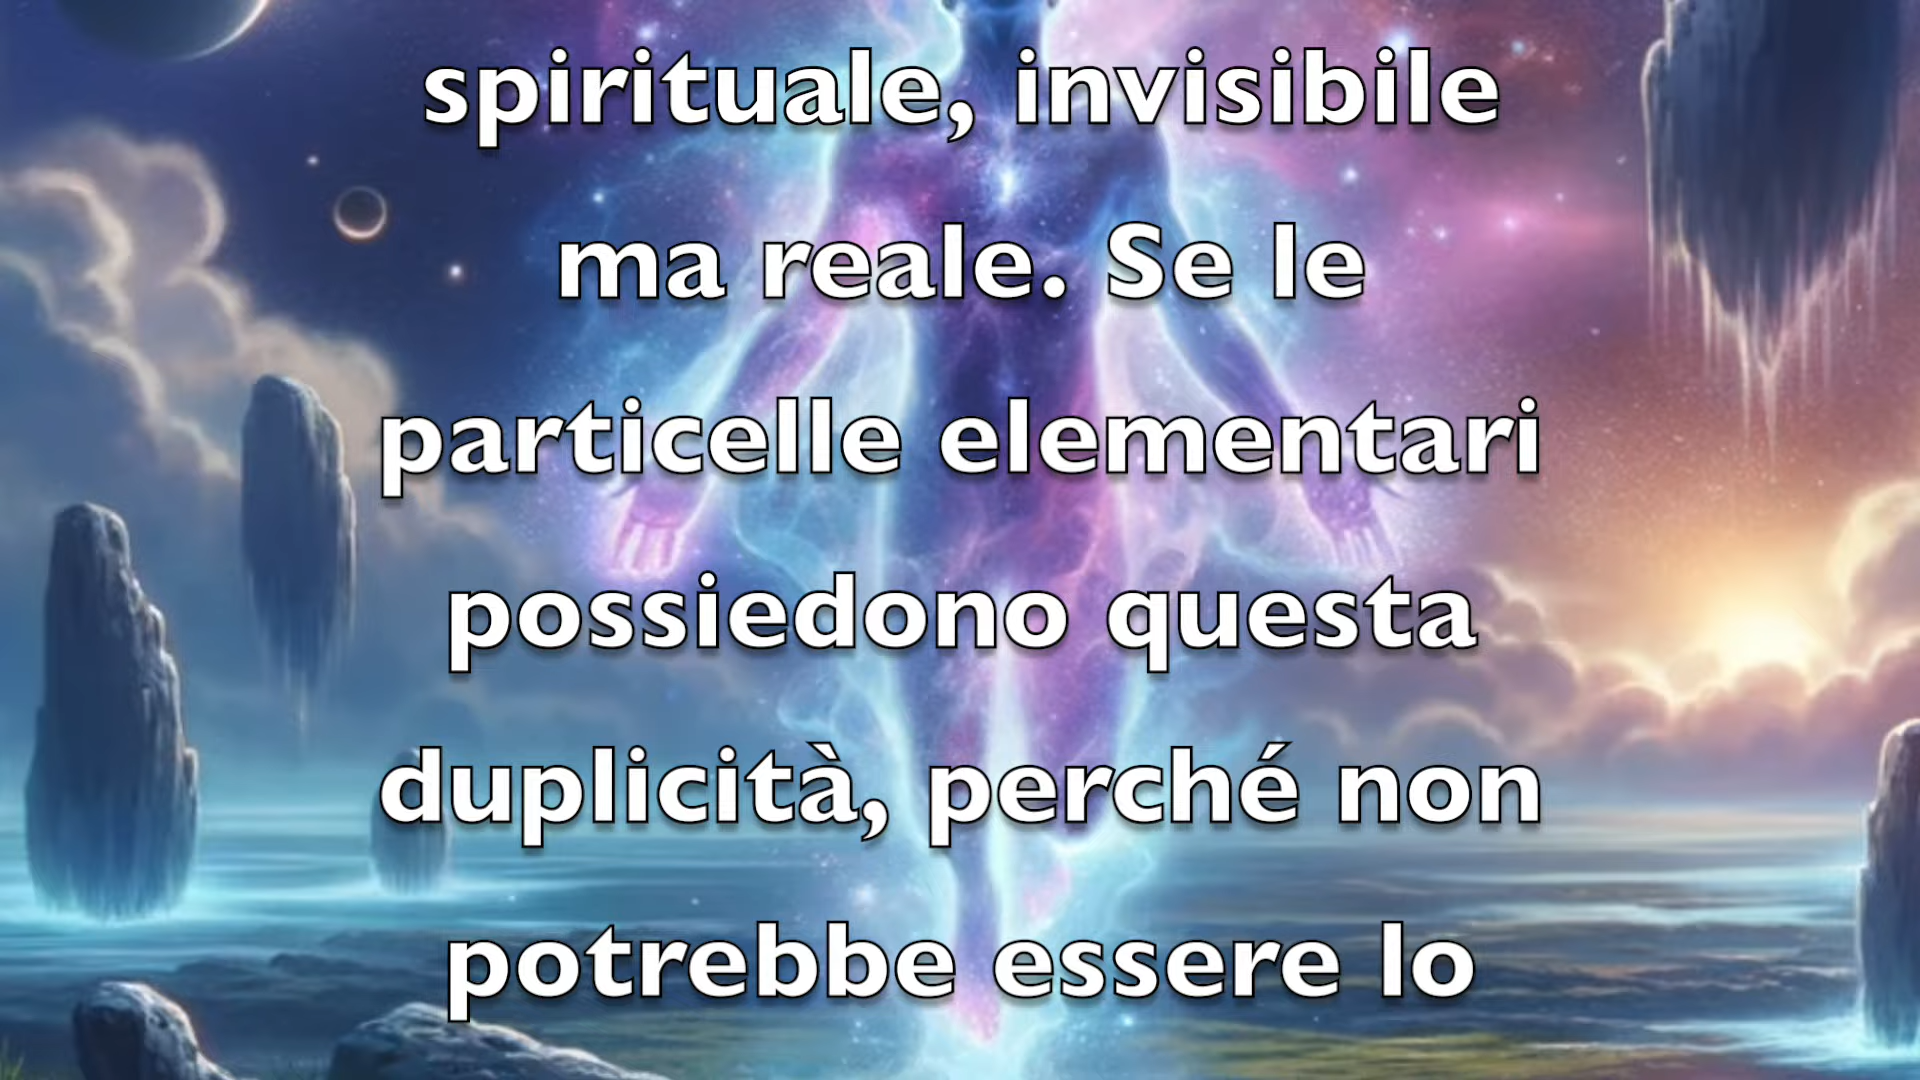 spirituale, invisibile
ma reale. Se le
particelle elementari
possiedono questa
duplicità, perché non
potrebbe essere lo